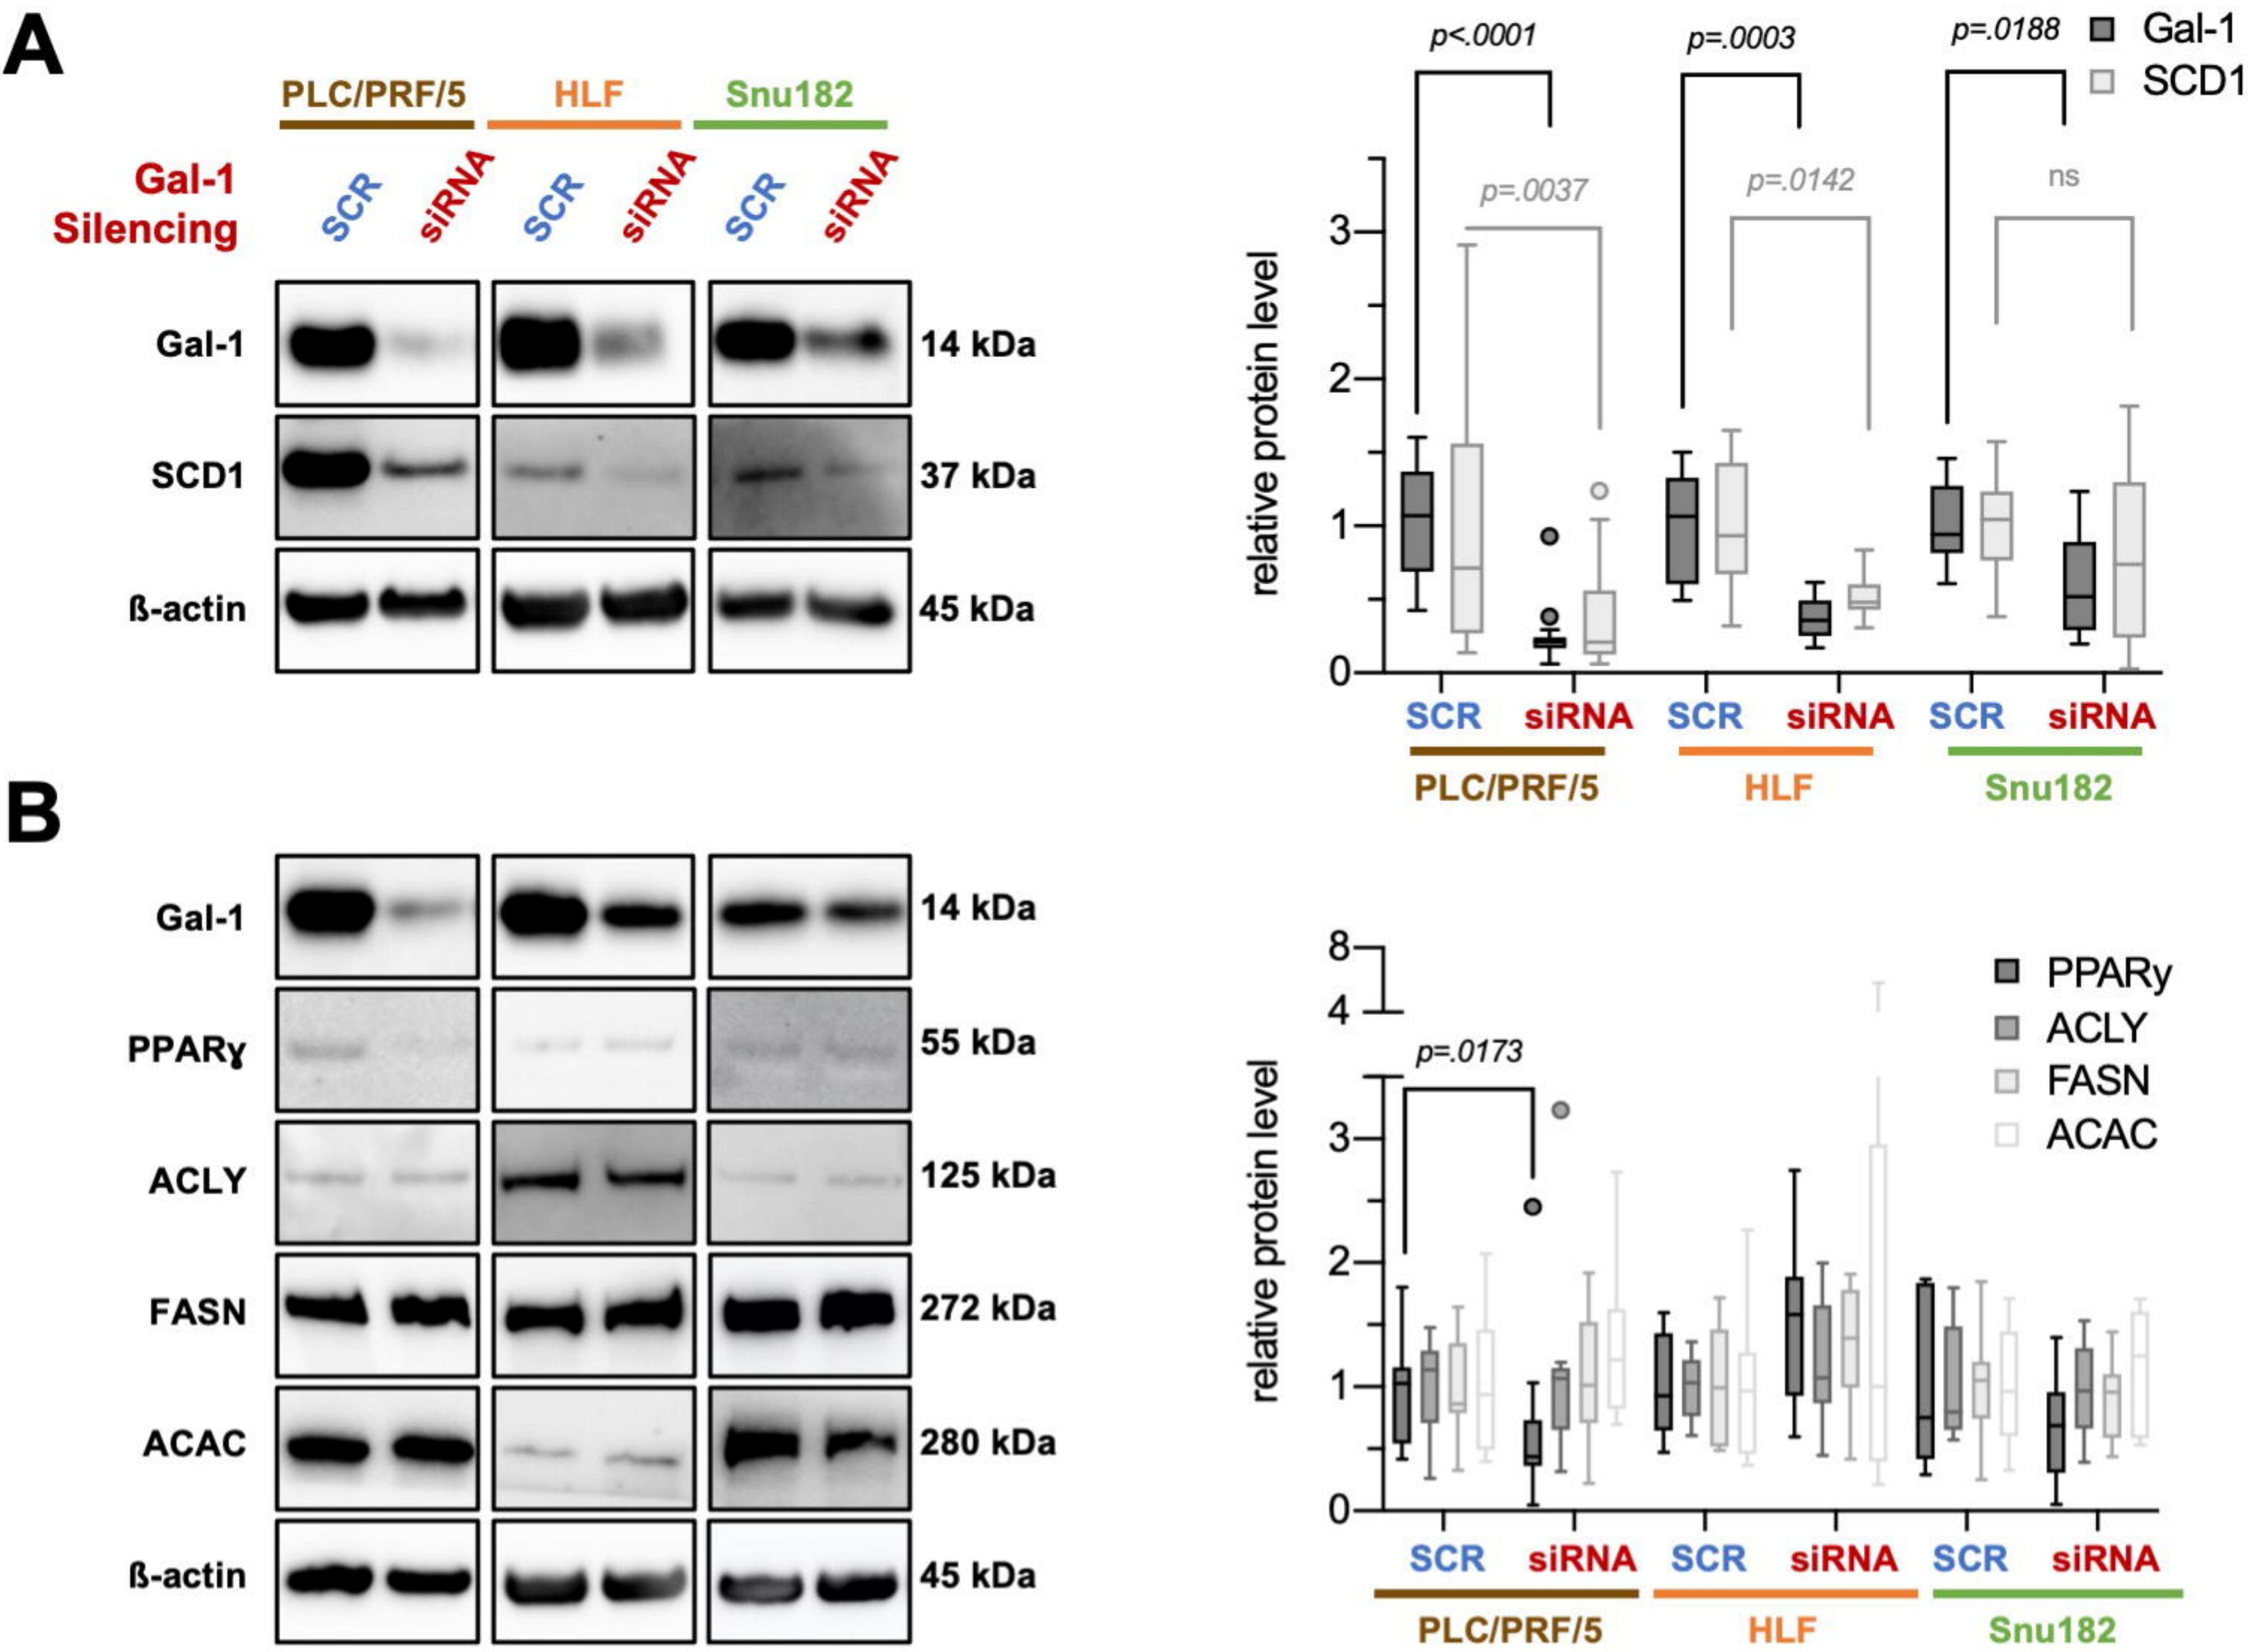 A
PLC/PRF/5 HLF Snu182
Gal-1 Silencing
SCR siRNA SCR siRNA SCR siRNA
Gal-1 14 kDa
SCD1 37 kDa
ß-actin 45 kDa
p<.0001 p=.0003 p=.0188
Gal-1
SCD1
p=.0037 p=.0142 ns
relative protein level
3
2
1
0
SCR siRNA SCR siRNA SCR siRNA
PLC/PRF/5 HLF Snu182
B
Gal-1 14 kDa
PPARɣ 55 kDa
ACLY 125 kDa
FASN 272 kDa
ACAC 280 kDa
ß-actin 45 kDa
8
4
p=.0173
PPARy
ACLY
FASN
ACAC
relative protein level
3
2
1
0
SCR siRNA SCR siRNA SCR siRNA
PLC/PRF/5 HLF Snu182